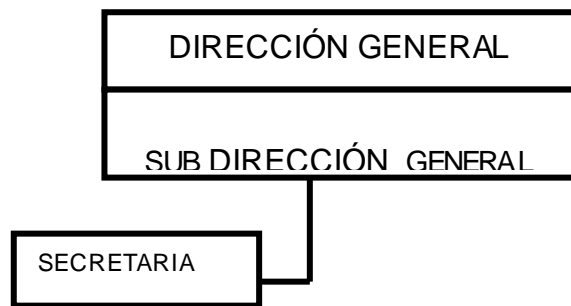 DIRECCIÓN GENERAL
SUB DIRECCIÓN GENERAL
SECRETARIA